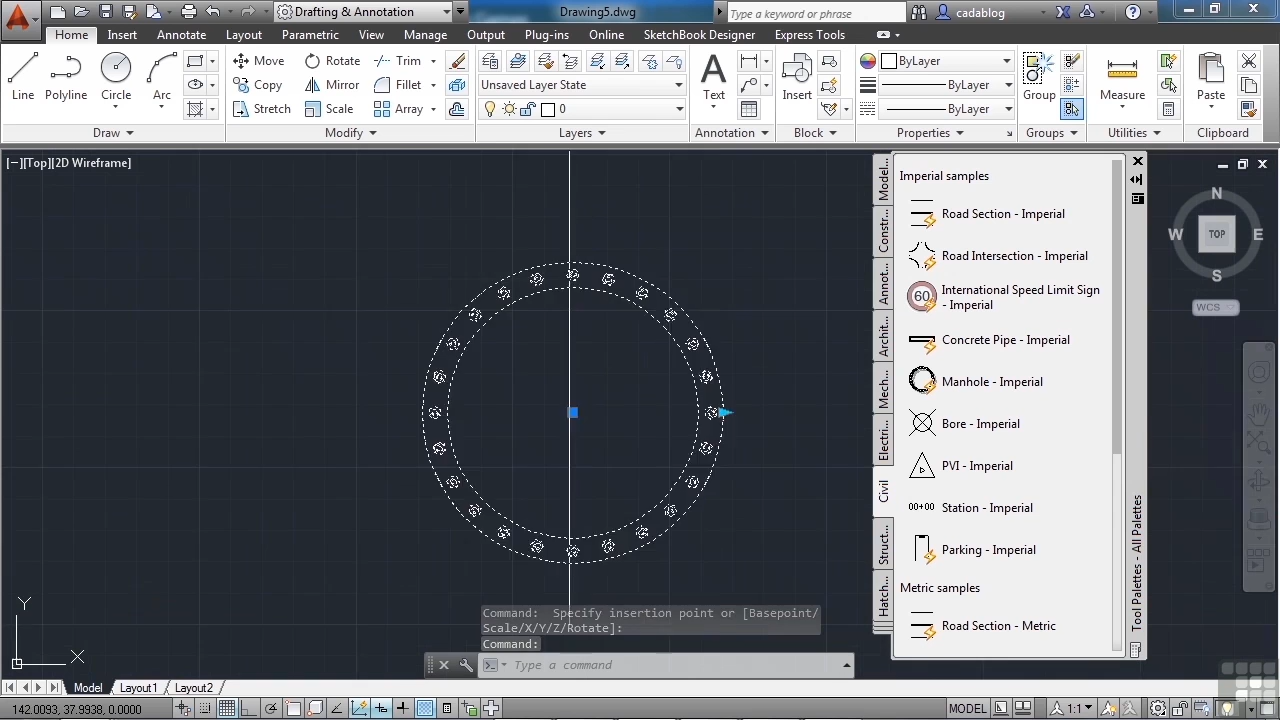 Drafting & Annotation
Drawing5.dwg
Type a keyword or phrase
cadablog
Home
Insert
Annotate
Layout
Parametric
View
Manage
Output
Plug-ins
Online
SketchBook Designer
Express Tools
Line
Polyline
Circle
Arc
Move
Rotate
Trim
Copy
Mirror
Fillet
Stretch
Scale
Array
Unsaved Layer State
0
Text
Insert
ByLayer
ByLayer
ByLayer
Group
Measure
Paste
Draw
Modify
Layers
Annotation
Block
Properties
Groups
Utilities
Clipboard
[−][Top][2D Wireframe]
Model...
Constr...
Annot...
Archit...
Mech...
Electri...
Civil
Struct...
Hatch...
Imperial samples
Road Section - Imperial
Road Intersection - Imperial
60
International Speed Limit Sign
- Imperial
Concrete Pipe - Imperial
Manhole - Imperial
Bore - Imperial
PVI - Imperial
00+00
Station - Imperial
Parking - Imperial
Metric samples
Road Section - Metric
Tool Palettes - All Palettes
N
W
TOP
E
S
WCS
Y
X
Command: Specify insertion point or [Basepoint/
Scale/X/Y/Z/Rotate]:
Command:
Type a command
Model
Layout1
Layout2
142.0093, 37.9938, 0.0000
MODEL
1:1